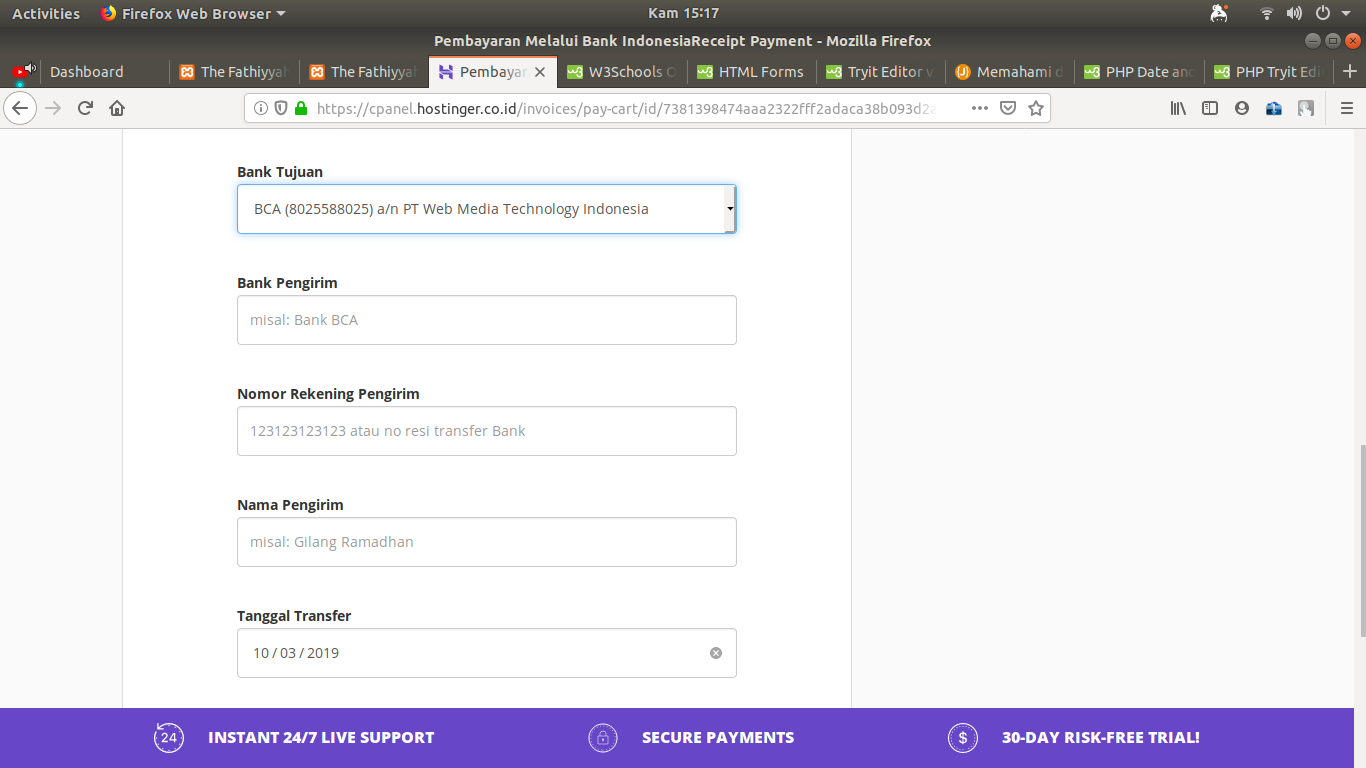 Activities Firefox Web Browser Kam 15:17
Pembayaran Melalui Bank IndonesiaReceipt Payment - Mozilla Firefox
Dashboard The Fathiyyah The Fathiyyah Pembayar W3Schools O HTML Forms Tryit Editor v Memahami d PHP Date and PHP Tryit Edi
https://cpanel.hostinger.co.id/invoices/pay-cart/id/7381398474aaa2322fff2adaca38b093d2a
Bank Tujuan
BCA (8025588025) a/n PT Web Media Technology Indonesia
Bank Pengirim
misal: Bank BCA
Nomor Rekening Pengirim
123123123123 atau no resi transfer Bank
Nama Pengirim
misal: Gilang Ramadhan
Tanggal Transfer
10 / 03 / 2019
24 INSTANT 24/7 LIVE SUPPORT SECURE PAYMENTS $ 30-DAY RISK-FREE TRIAL!